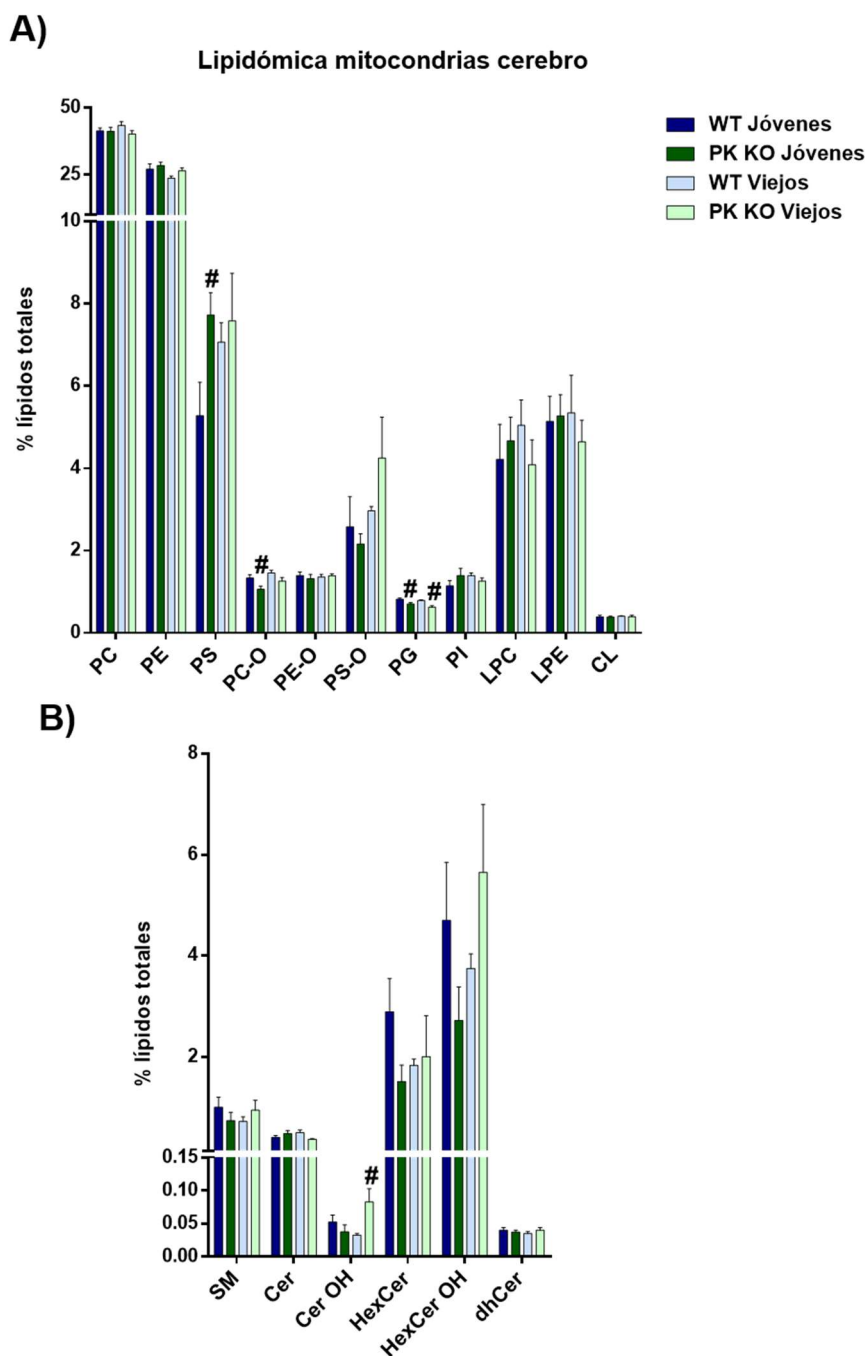 A)
Lipidómica mitocondrias cerebro
WT Jóvenes
PK KO Jóvenes
WT Viejos
PK KO Viejos
% lípidos totales
50
25
10
8
6
4
2
0
#
#
#
#
PC
PE
PS
PC-O
PE-O
PS-O
PG
PI
LPC
LPE
CL
B)
% lípidos totales
8
6
4
2
0.15
0.10
0.05
0.00
#
SM
Cer
Cer OH
HexCer
HexCer OH
dhCer